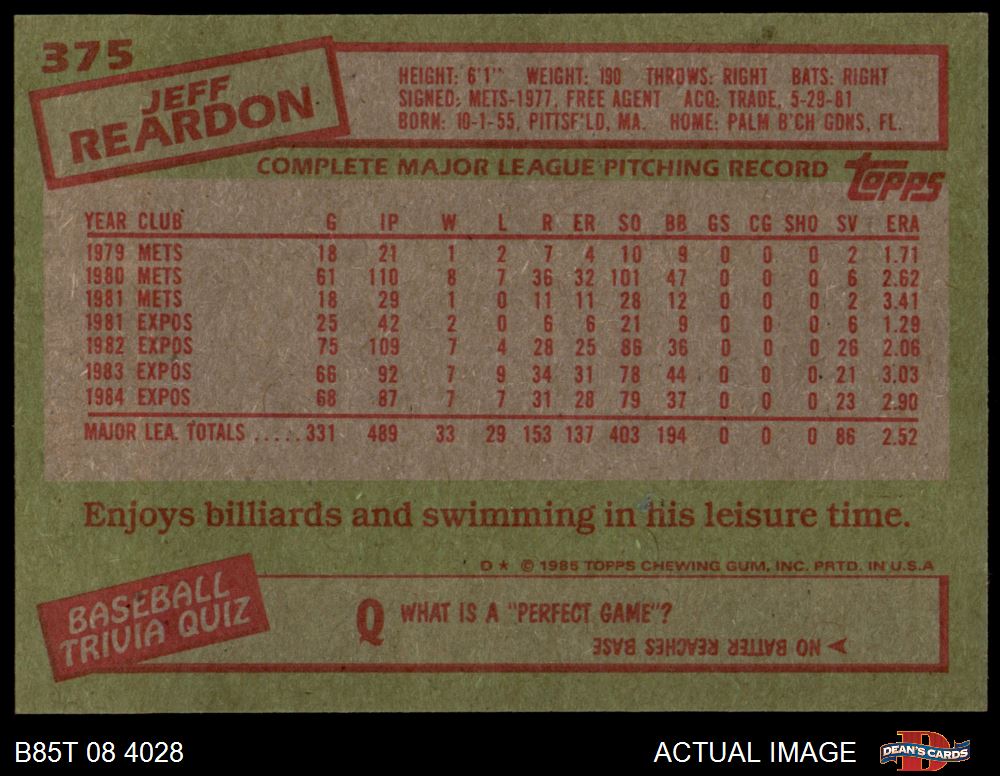 375
JEFF
REARDON
HEIGHT: 6'1" WEIGHT: 190 THROWS: RIGHT BATS: RIGHT
SIGNED: METS-1977, FREE AGENT ACQ: TRADE, 5-29-81
BORN: 10-1-55, PITTSF'LD, MA. HOME: PALM B'CH GDNS, FL.
COMPLETE MAJOR LEAGUE PITCHING RECORD
topps
YEAR CLUB G IP W L R ER SO BB GS CG SHO SV ERA
1979 METS 18 21 1 2 7 4 10 9 0 0 0 2 1.71
1980 METS 61 110 8 7 36 32 101 47 0 0 0 6 2.62
1981 METS 18 29 1 0 11 11 28 12 0 0 0 2 3.41
1981 EXPOS 25 42 2 0 6 6 21 9 0 0 0 6 1.29
1982 EXPOS 75 109 7 4 28 25 86 36 0 0 0 26 2.06
1983 EXPOS 66 92 7 9 34 31 78 44 0 0 0 21 3.03
1984 EXPOS 68 87 7 7 31 28 79 37 0 0 0 23 2.90
MAJOR LEA. TOTALS ..... 331 489 33 29 153 137 403 194 0 0 0 86 2.52
Enjoys billiards and swimming in his leisure time.
D * © 1985 TOPPS CHEWING GUM, INC. PRTD. IN U.S.A
BASEBALL
TRIVIA QUIZ
Q WHAT IS A "PERFECT GAME"?
NO BATTER REACHES BASE
B85T 08 4028
ACTUAL IMAGE
D
DEAN'S CARDS